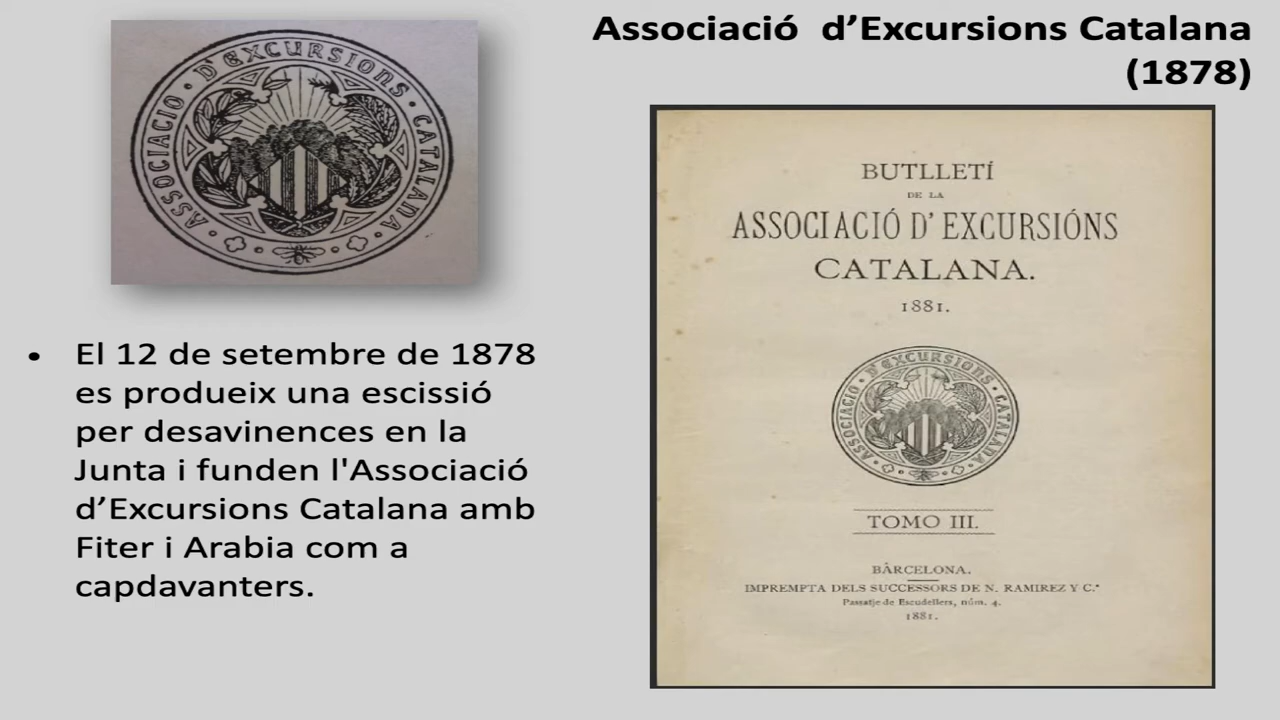 Associació d’Excursions Catalana
(1878)
ASSOCIACIO · D'EXCURSIONS · CATALANA ·
• El 12 de setembre de 1878
es produeix una escissió
per desavinences en la
Junta i funden l'Associació
d’Excursions Catalana amb
Fiter i Arabia com a
capdavanters.
BUTLLETÍ
DE LA
ASSOCIACIÓ D' EXCURSIÓNS
CATALANA.
1881.
ASSOCIACIO · D'EXCURSIONS · CATALANA ·
TOMO III.
BÀRCELONA.
IMPREMPTA DELS SUCCESSORS DE N. RAMIREZ Y C.ª
Passatje de Escudellers, núm. 4.
1881.